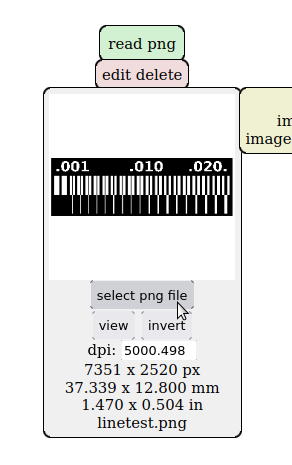 read png
edit delete
im
image
.001 .010 .020.
select png file
view invert
dpi: 5000.498
7351 x 2520 px
37.339 x 12.800 mm
1.470 x 0.504 in
linetest.png